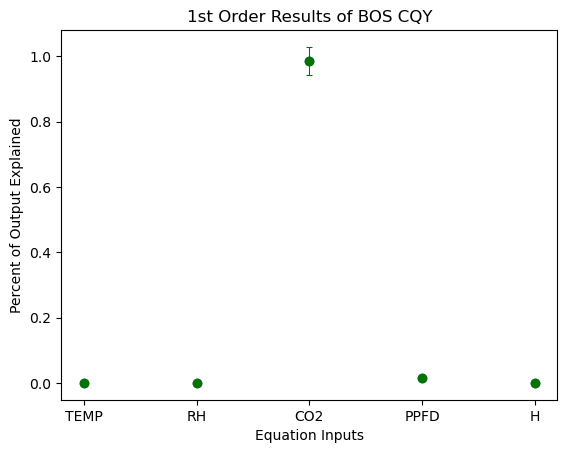 1st Order Results of BOS CQY
Percent of Output Explained
1.0
0.8
0.6
0.4
0.2
0.0
TEMP RH CO2 PPFD H
Equation Inputs